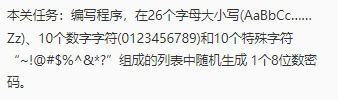 本关任务：编写程序，在26个字母大小写(AaBbCc……
Zz)、10个数字字符(0123456789)和10个特殊字符
“~!@#$%^&*?”组成的列表中随机生成 1个8位数密
码。